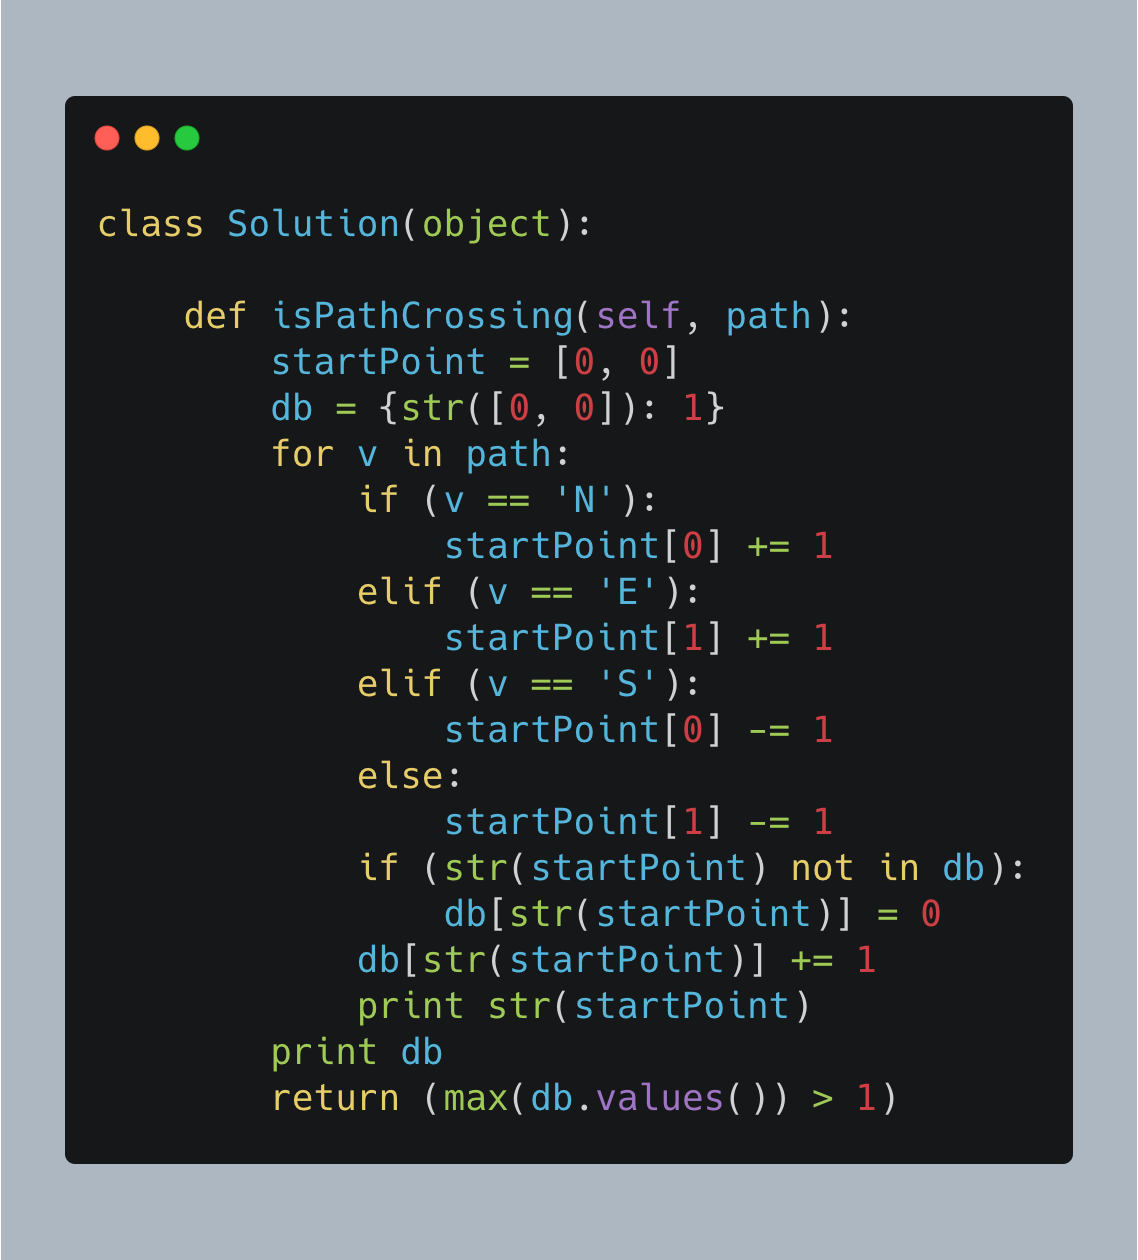 class Solution(object):

    def isPathCrossing(self, path):
        startPoint = [0, 0]
        db = {str([0, 0]): 1}
        for v in path:
            if (v == 'N'):
                startPoint[0] += 1
            elif (v == 'E'):
                startPoint[1] += 1
            elif (v == 'S'):
                startPoint[0] -= 1
            else:
                startPoint[1] -= 1
            if (str(startPoint) not in db):
                db[str(startPoint)] = 0
            db[str(startPoint)] += 1
            print str(startPoint)
        print db
        return (max(db.values()) > 1)